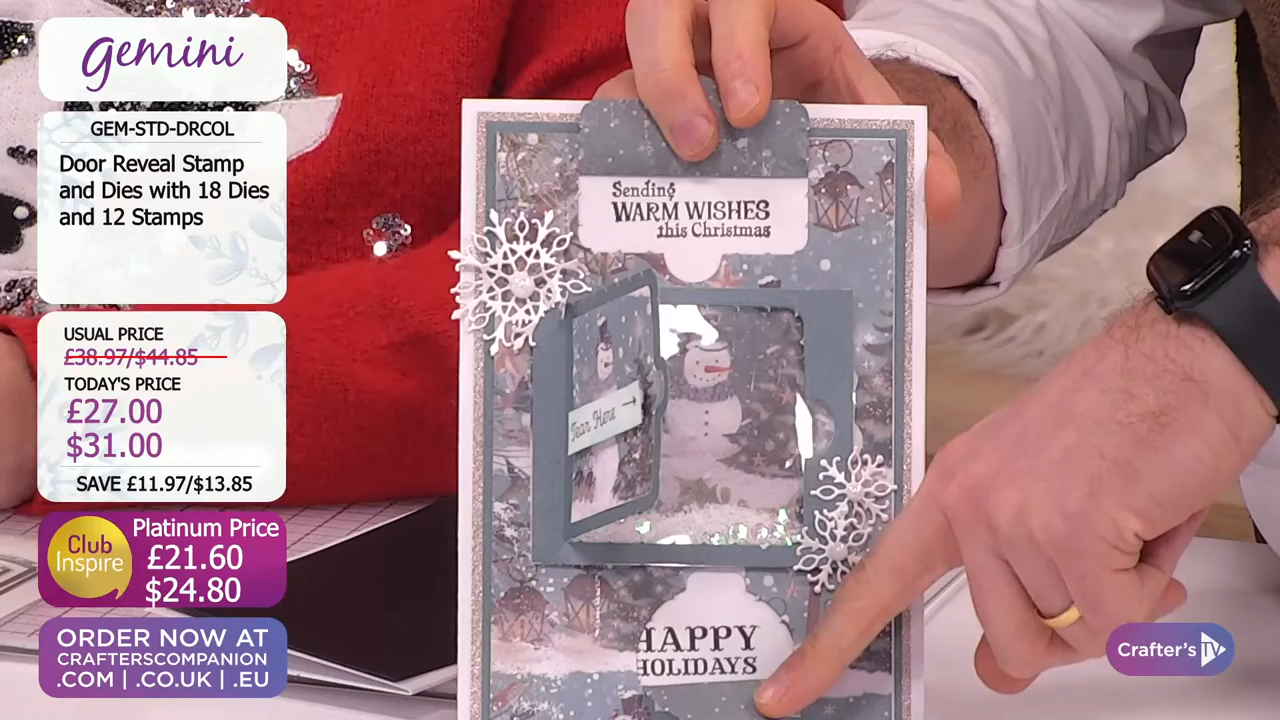 gemini
GEM-STD-DRCOL
Door Reveal Stamp
and Dies with 18 Dies
and 12 Stamps
USUAL PRICE
£38.97/$44.85
TODAY'S PRICE
£27.00
$31.00
SAVE £11.97/$13.85
Club
Inspire
Platinum Price
£21.60
$24.80
ORDER NOW AT
CRAFTERSCOMPANION
.COM | .CO.UK | .EU
Sending
WARM WISHES
this Christmas
Tear Here
HAPPY
HOLIDAYS
Crafter's TV